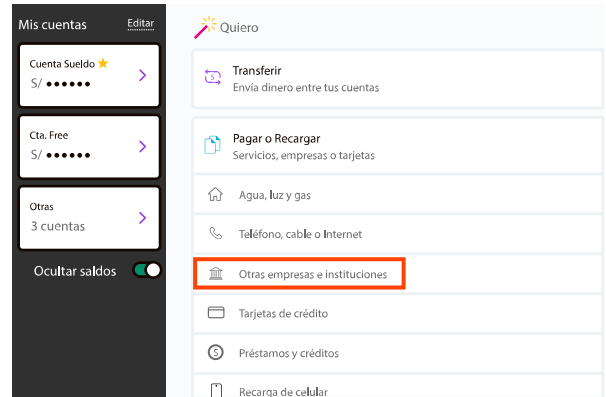 Mis cuentas
Editar
Cuenta Sueldo
S/ ••••••
Cta. Free
S/ ••••••
Otras
3 cuentas
Ocultar saldos
Quiero
Transferir
Envía dinero entre tus cuentas
Pagar o Recargar
Servicios, empresas o tarjetas
Agua, luz y gas
Teléfono, cable o Internet
Otras empresas e instituciones
Tarjetas de crédito
Préstamos y créditos
Recarga de celular